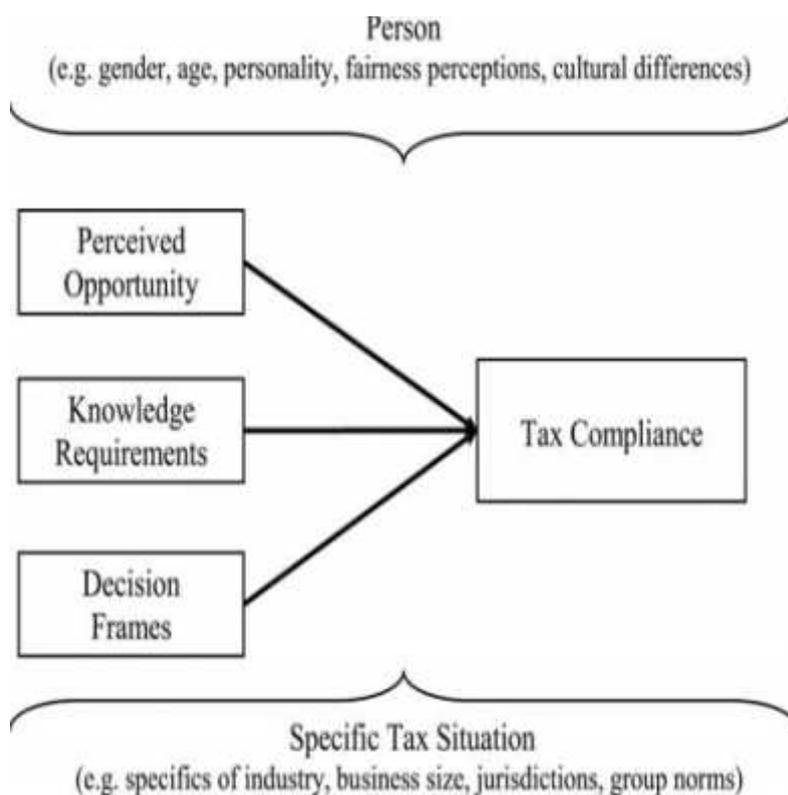 Person
(e.g. gender, age, personality, fairness perceptions, cultural differences)
Perceived
Opportunity
Knowledge
Requirements
Tax Compliance
Decision
Frames
Specific Tax Situation
(e.g. specifics of industry, business size, jurisdictions, group norms)